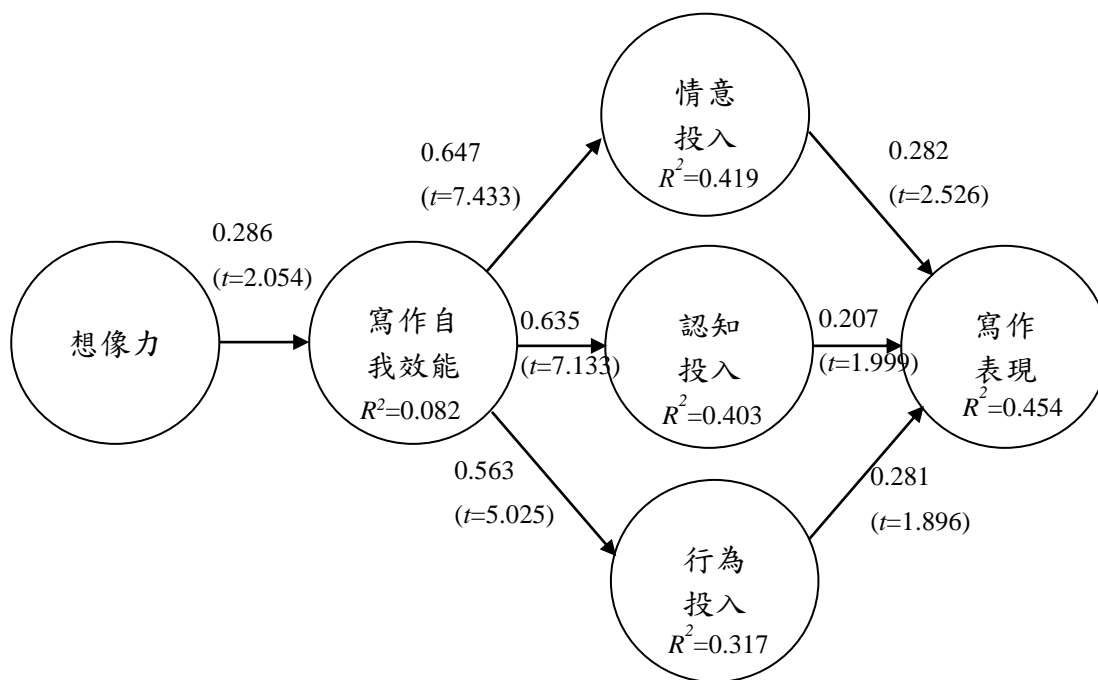 想像力
0.286
(t=2.054)
寫作自
我效能
R²=0.082
0.647
(t=7.433)
0.635
(t=7.133)
0.563
(t=5.025)
情意
投入
R²=0.419
認知
投入
R²=0.403
行為
投入
R²=0.317
0.282
(t=2.526)
0.207
(t=1.999)
0.281
(t=1.896)
寫作
表現
R²=0.454